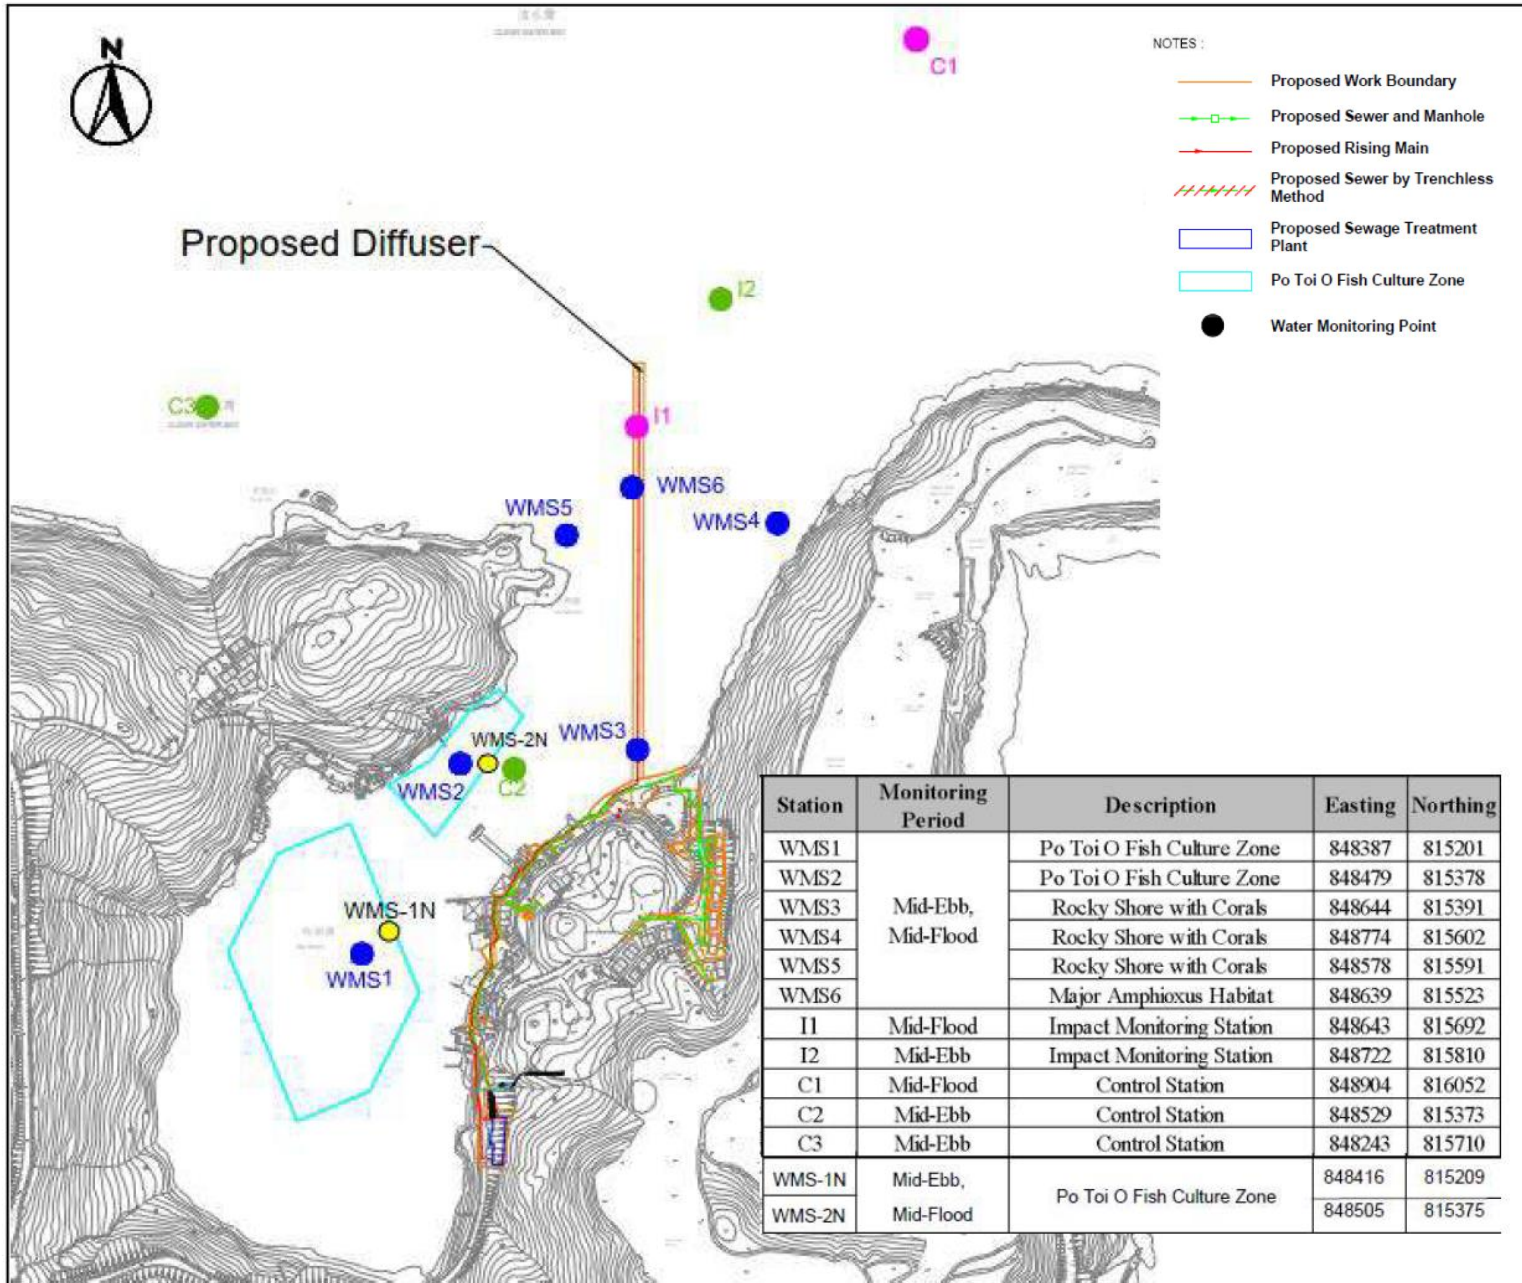 N
C1
NOTES :
Proposed Work Boundary
Proposed Sewer and Manhole
Proposed Rising Main
Proposed Sewer by Trenchless
Method
Proposed Sewage Treatment
Plant
Po Toi O Fish Culture Zone
Water Monitoring Point
Proposed Diffuser
I2
C3
I1
WMS6
WMS5
WMS4
WMS3
WMS-2N
WMS2
C2
WMS-1N
WMS1
Station Monitoring Period Description Easting Northing
WMS1 Po Toi O Fish Culture Zone 848387 815201
WMS2 Po Toi O Fish Culture Zone 848479 815378
WMS3 Mid-Ebb, Rocky Shore with Corals 848644 815391
WMS4 Mid-Flood Rocky Shore with Corals 848774 815602
WMS5 Rocky Shore with Corals 848578 815591
WMS6 Major Amphioxus Habitat 848639 815523
I1 Mid-Flood Impact Monitoring Station 848643 815692
I2 Mid-Ebb Impact Monitoring Station 848722 815810
C1 Mid-Flood Control Station 848904 816052
C2 Mid-Ebb Control Station 848529 815373
C3 Mid-Ebb Control Station 848243 815710
WMS-1N Mid-Ebb, Po Toi O Fish Culture Zone 848416 815209
WMS-2N Mid-Flood 848505 815375